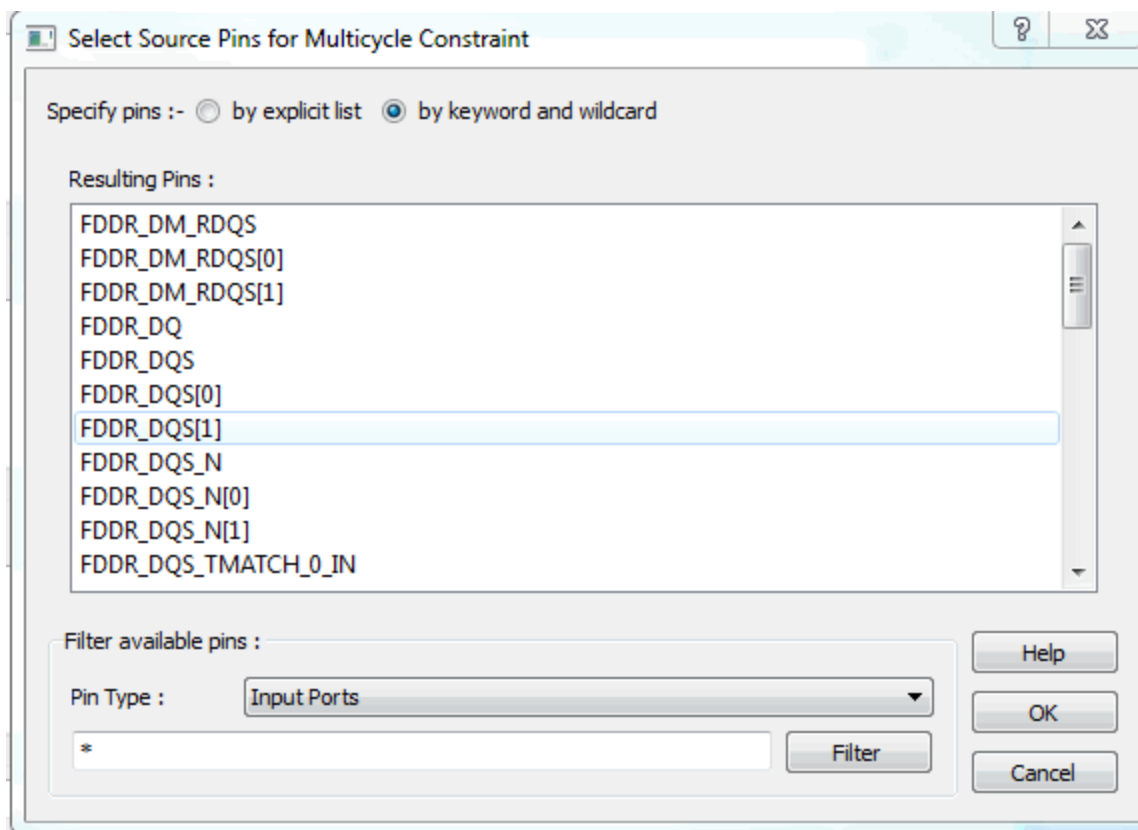 Select Source Pins for Multicycle Constraint
Specify pins :- by explicit list by keyword and wildcard
Resulting Pins :
FDDR_DM_RDQS
FDDR_DM_RDQS[0]
FDDR_DM_RDQS[1]
FDDR_DQ
FDDR_DQS
FDDR_DQS[0]
FDDR_DQS[1]
FDDR_DQS_N
FDDR_DQS_N[0]
FDDR_DQS_N[1]
FDDR_DQS_TMATCH_0_IN
Filter available pins :
Pin Type : Input Ports
*
Filter
Help
OK
Cancel